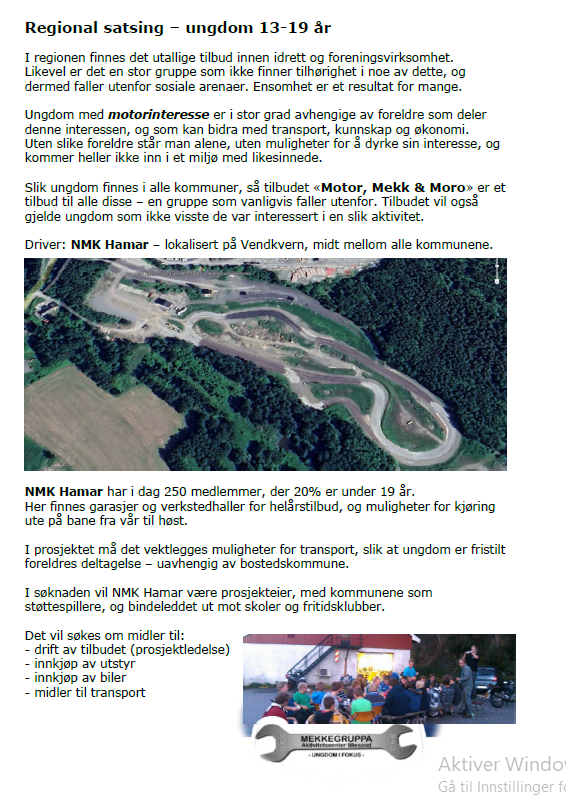 Regional satsing – ungdom 13-19 år
I regionen finnes det utallige tilbud innen idrett og foreningsvirksomhet.
Likevel er det en stor gruppe som ikke finner tilhørighet i noe av dette, og
dermed faller utenfor sosiale arenaer. Ensomhet er et resultat for mange.
Ungdom med motorinteresse er i stor grad avhengige av foreldre som deler
denne interessen, og som kan bidra med transport, kunnskap og økonomi.
Uten slike foreldre står man alene, uten muligheter for å dyrke sin interesse, og
kommer heller ikke inn i et miljø med likesinnede.
Slik ungdom finnes i alle kommuner, så tilbudet «Motor, Mekk & Moro» er et
tilbud til alle disse – en gruppe som vanligvis faller utenfor. Tilbudet vil også
gjelde ungdom som ikke visste de var interessert i en slik aktivitet.
Driver: NMK Hamar – lokalisert på Vendkvern, midt mellom alle kommunene.
NMK Hamar har i dag 250 medlemmer, der 20% er under 19 år.
Her finnes garasjer og verkstedhaller for helårstilbud, og muligheter for kjøring
ute på bane fra vår til høst.
I prosjektet må det vektlegges muligheter for transport, slik at ungdom er fristilt
foreldres deltagelse – uavhengig av bostedskommune.
I søknaden vil NMK Hamar være prosjekteier, med kommunene som
støttespillere, og bindeleddet ut mot skoler og fritidsklubber.
Det vil søkes om midler til:
- drift av tilbudet (prosjektledelse)
- innkjøp av utstyr
- innkjøp av biler
- midler til transport
MEKKEGRUPPA
Aktivitetssenter lillesand
- UNGDOM I FOKUS -
Aktiver Window
Gå til Innstillinger fo